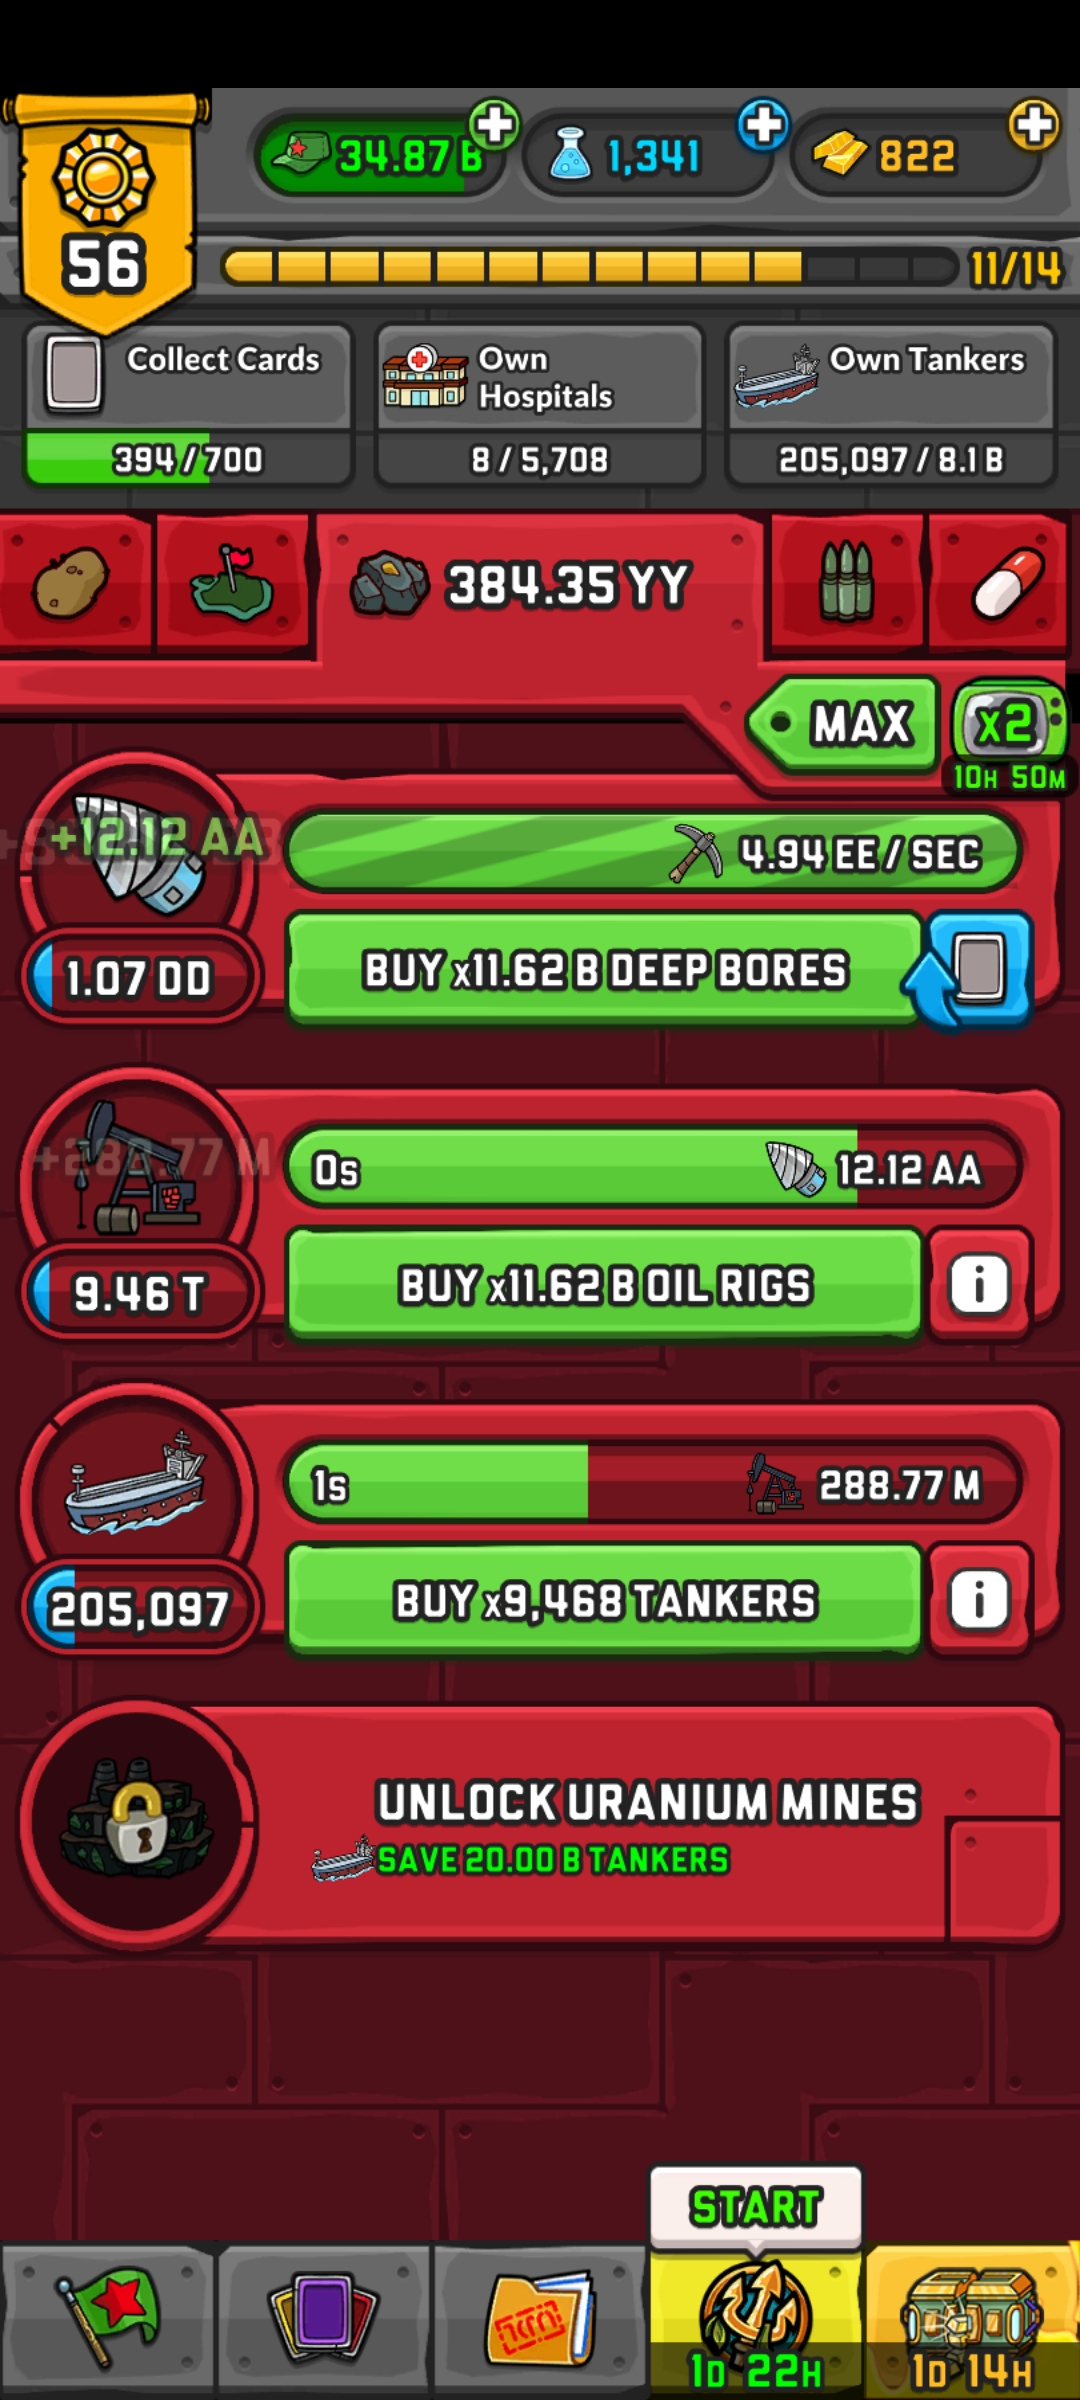 56
34.87 B
1,341
822
11/14
Collect Cards
394 / 700
Own
Hospitals
8 / 5,708
Own Tankers
205,097 / 8.1 B
384.35 YY
MAX
x2
10H 50M
+12.12 AA
4.94 EE / SEC
1.07 DD
BUY x11.62 B DEEP BORES
+288.77 M
0s
12.12 AA
9.46 T
BUY x11.62 B OIL RIGS
1s
288.77 M
205,097
BUY x9,468 TANKERS
UNLOCK URANIUM MINES
SAVE 20.00 B TANKERS
START
1D 22H
1D 14H